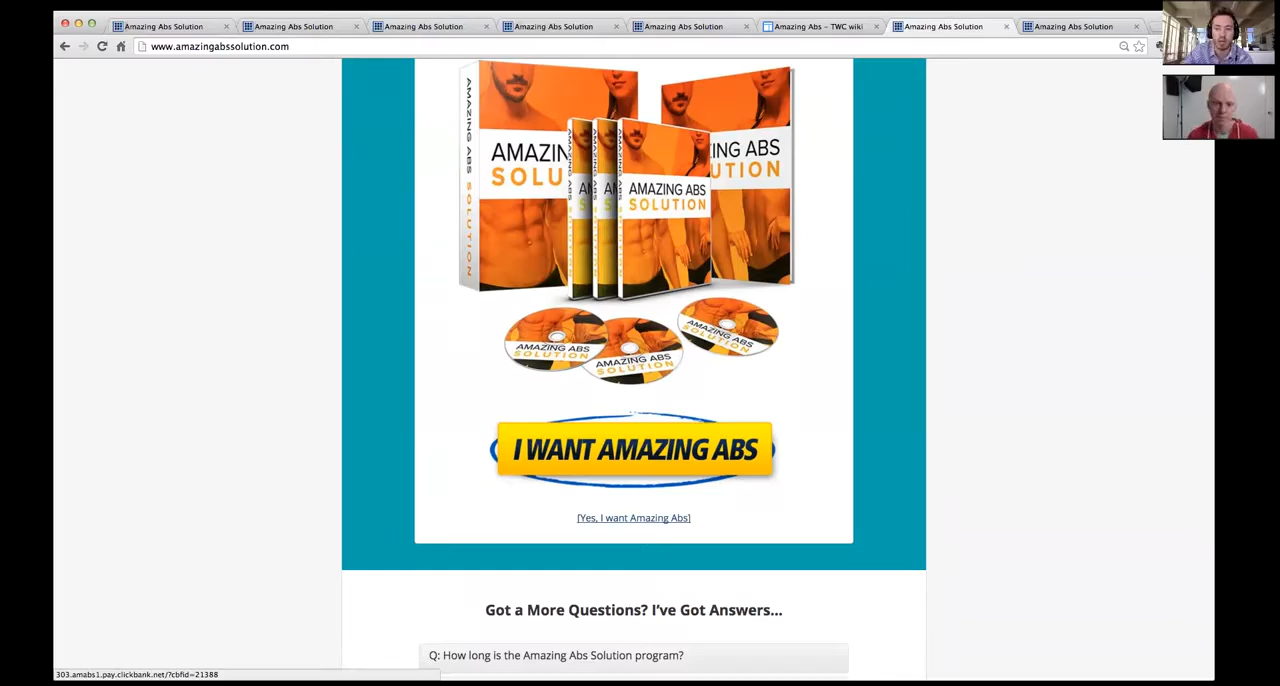 Amazing Abs Solution
Amazing Abs Solution
Amazing Abs Solution
Amazing Abs Solution
Amazing Abs Solution
Amazing Abs – TWC wiki
Amazing Abs Solution
Amazing Abs Solution
www.amazingabssolution.com
AMAZING ABS SOLUTION
AMAZIN
SOLU
ING ABS
UTION
AMAZING ABS
SOLUTION
AMAZING ABS
SOLUTION
AMAZING ABS
SOLUTION
AMAZING ABS
SOLUTION
I WANT AMAZING ABS
[Yes, I want Amazing Abs]
Got a More Questions? I've Got Answers...
Q: How long is the Amazing Abs Solution program?
303.amabs1.pay.clickbank.net/?cbfid=21388